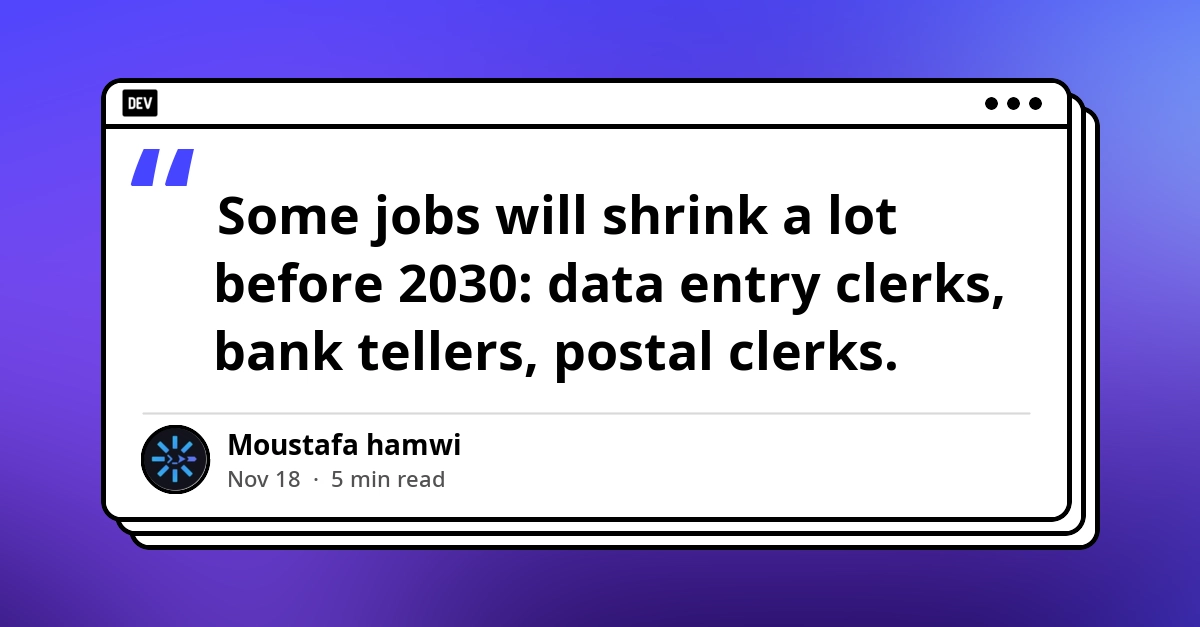 DEV
“
Some jobs will shrink a lot
before 2030: data entry clerks,
bank tellers, postal clerks.
Moustafa hamwi
Nov 18 · 5 min read